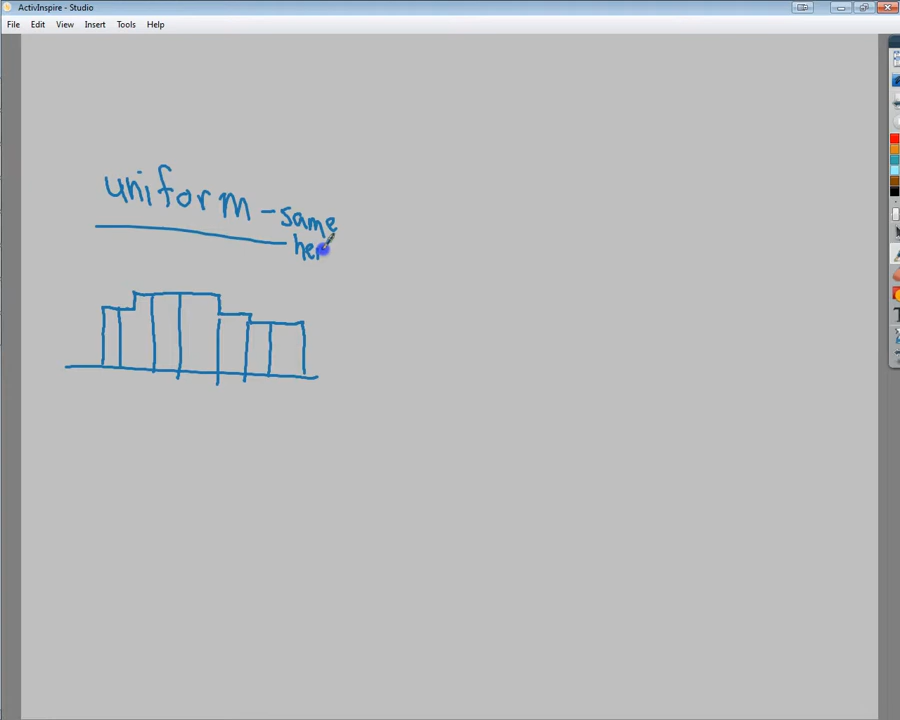 ActivInspire - Studio
File Edit View Insert Tools Help
uniform - same
he
T